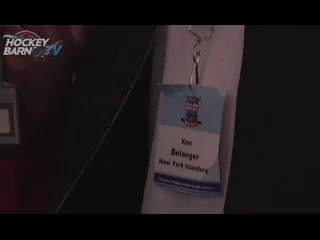 HOCKEY
BARN TV
Ken
Belanger
New York Islanders